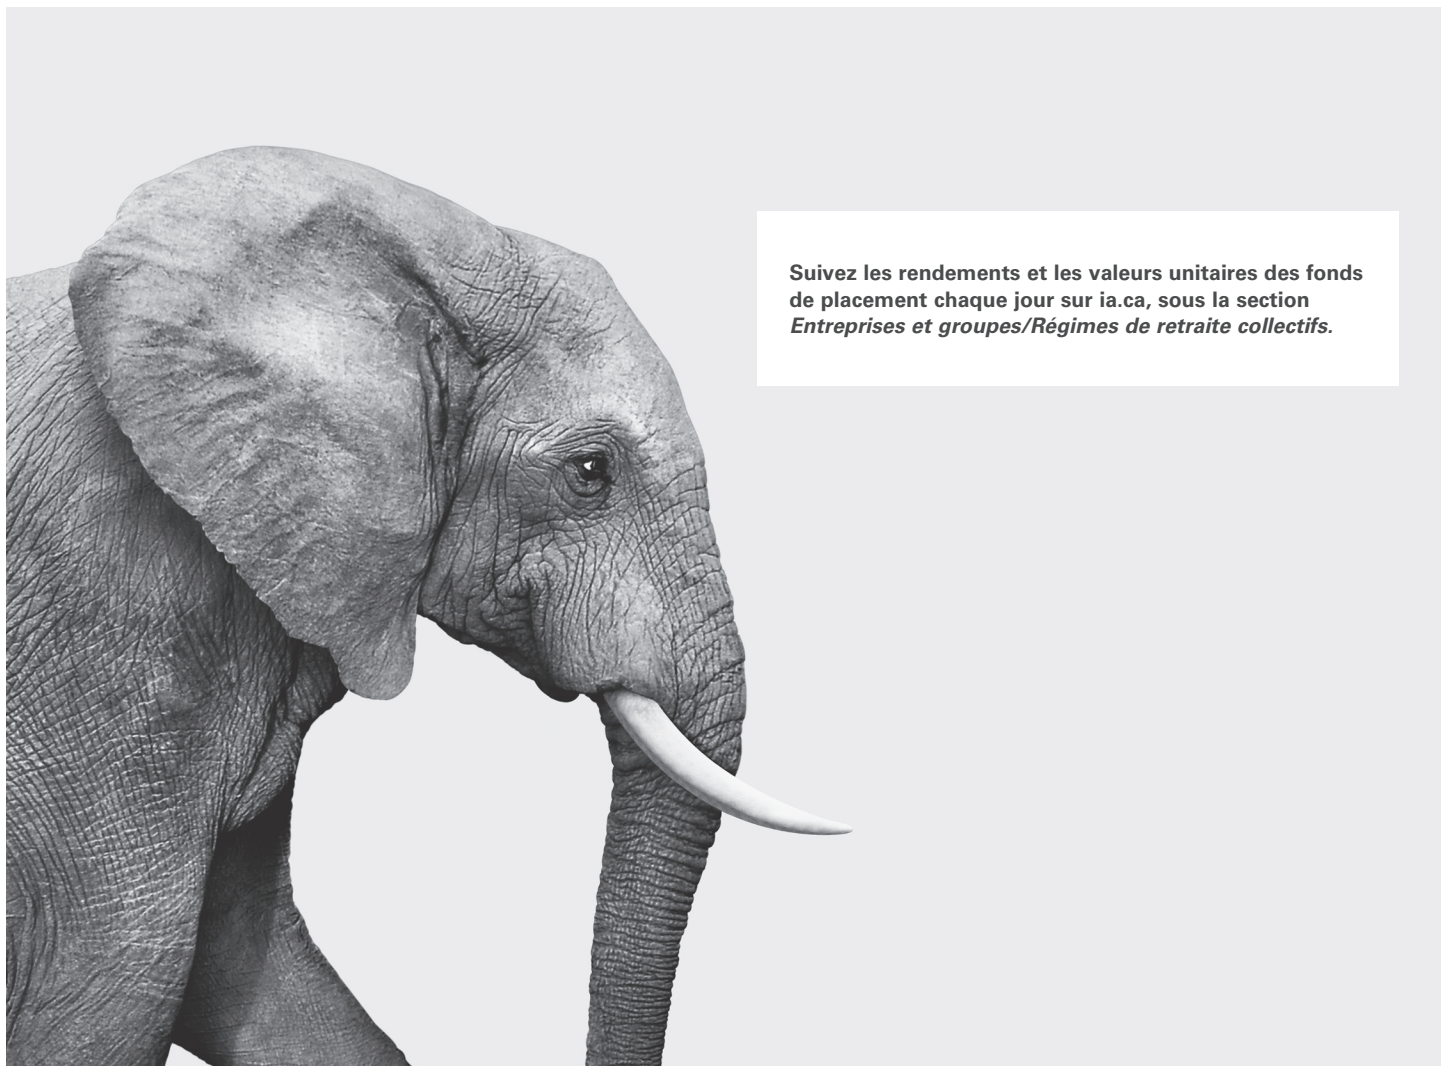 Suivez les rendements et les valeurs unitaires des fonds
de placement chaque jour sur ia.ca, sous la section
Entreprises et groupes/Régimes de retraite collectifs.